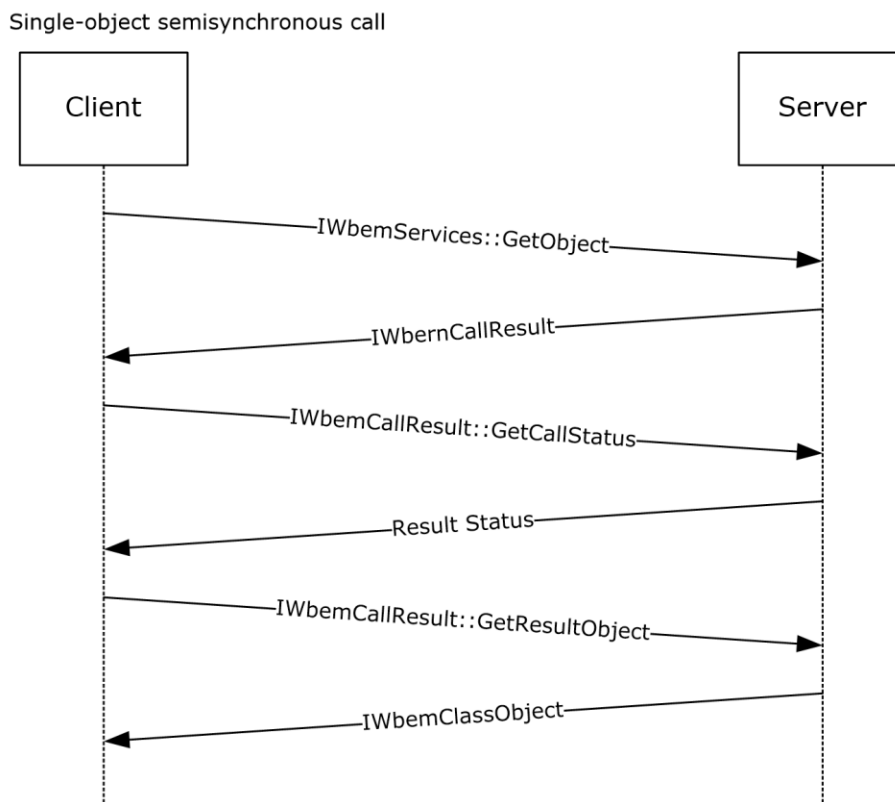 Single-object semisynchronous call
Client
Server
IWbemServices::GetObject
IWbernCallResult
IWbemCallResult::GetCallStatus
Result Status
IWbemCallResult::GetResultObject
IWbemClassObject